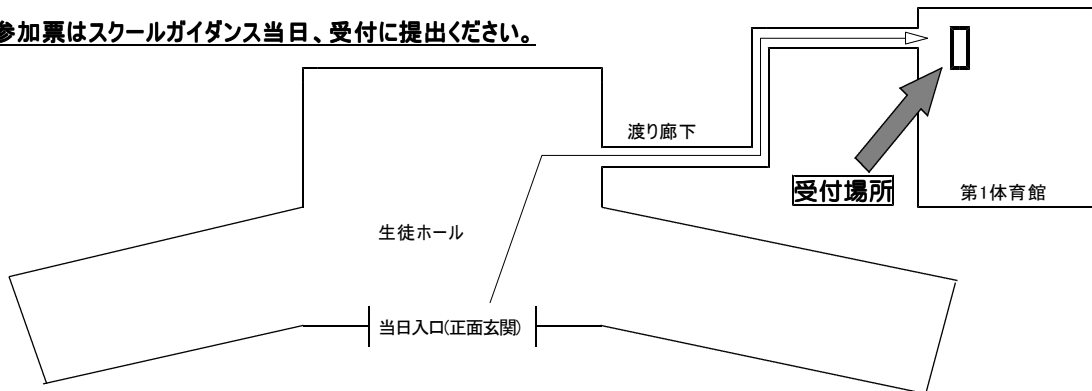 参加票はスクールガイダンス当日、受付に提出ください。
渡り廊下
受付場所
第1体育館
生徒ホール
当日入口(正面玄関)